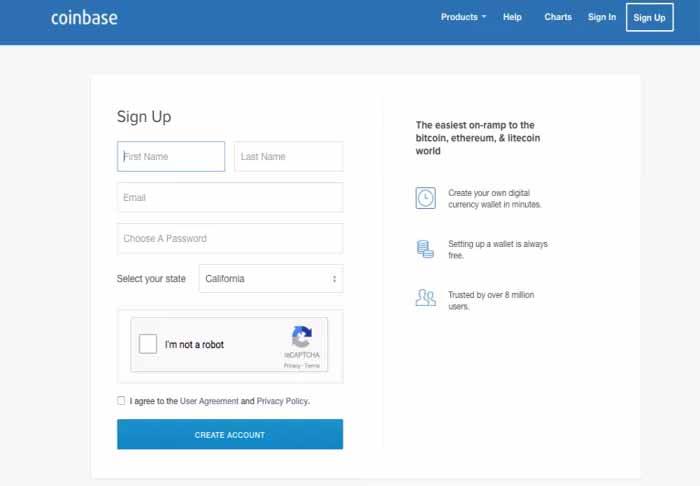 coinbase
Products
Help
Charts
Sign In
Sign Up
Sign Up
First Name
Last Name
Email
Choose A Password
Select your state
California
I'm not a robot
reCAPTCHA
Privacy - Terms
I agree to the User Agreement and Privacy Policy.
CREATE ACCOUNT
The easiest on-ramp to the
bitcoin, ethereum, & litecoin
world
Create your own digital
currency wallet in minutes.
Setting up a wallet is always
free.
Trusted by over 8 million
users.